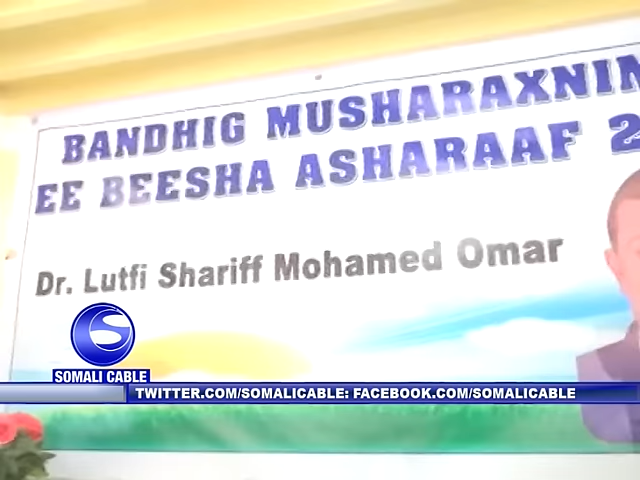 BANDHIG MUSHARAXNIM
EE BEESHA ASHARAAF 2
Dr. Lutfi Shariff Mohamed Omar
S
SOMALI CABLE
TWITTER.COM/SOMALICABLE: FACEBOOK.COM/SOMALICABLE